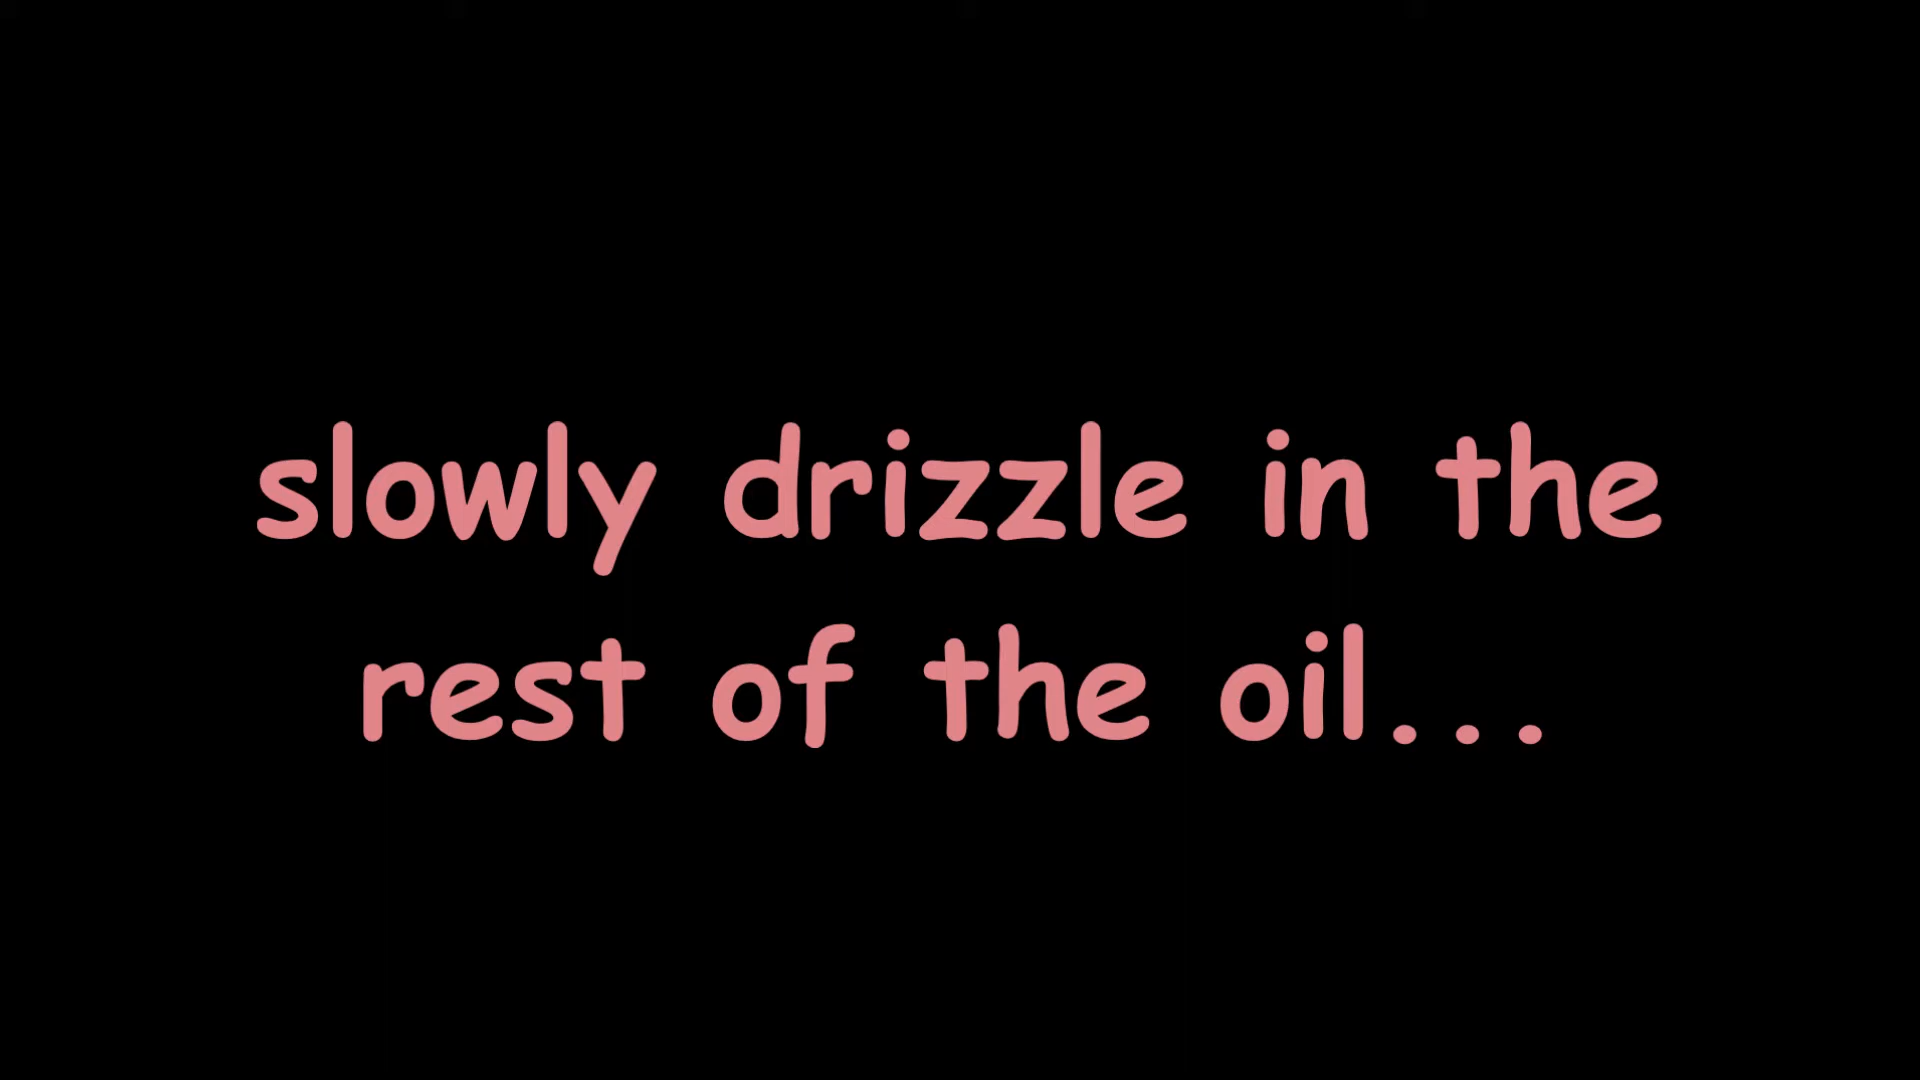 slowly drizzle in the
rest of the oil...